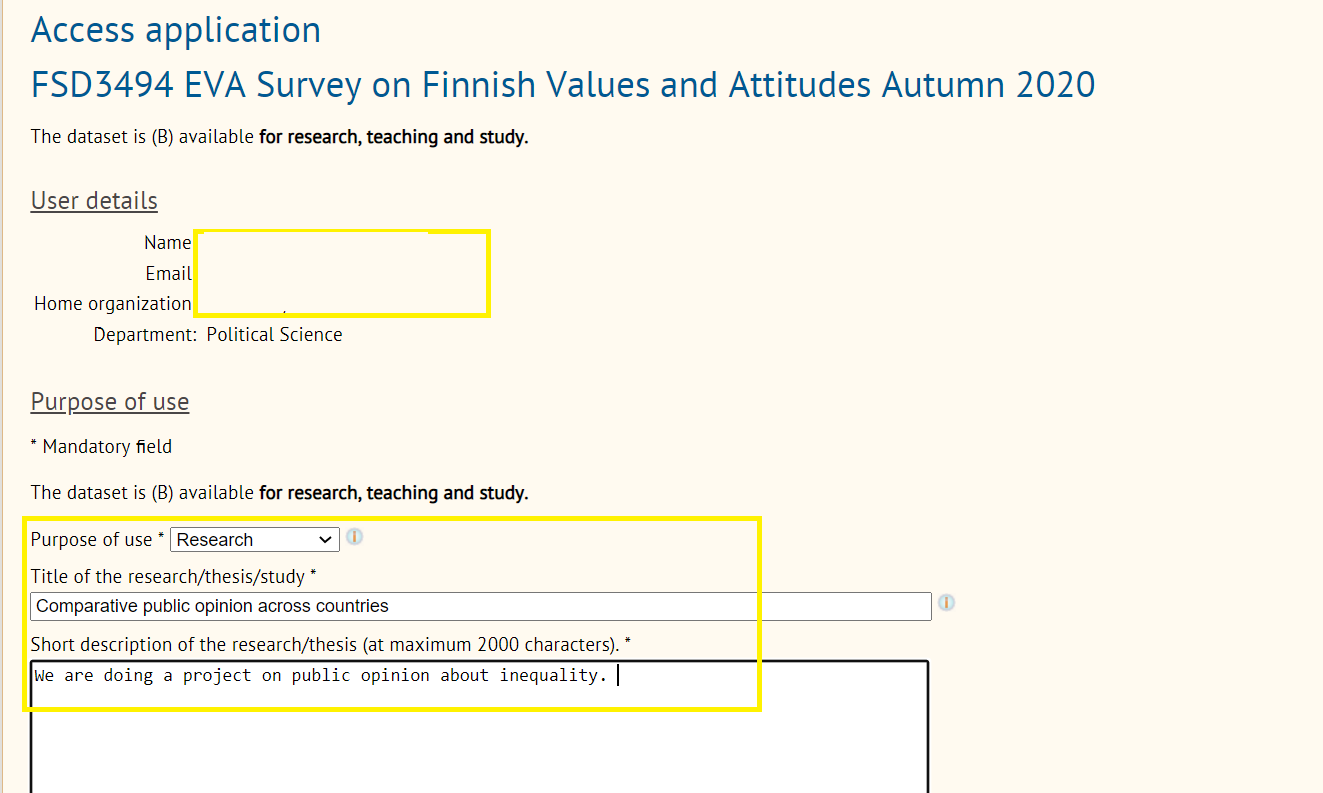 Access application
FSD3494 EVA Survey on Finnish Values and Attitudes Autumn 2020
The dataset is (B) available for research, teaching and study.
User details
Name
Email
Home organization
Department: Political Science
Purpose of use
* Mandatory field
The dataset is (B) available for research, teaching and study.
Purpose of use * Research
Title of the research/thesis/study *
Comparative public opinion across countries
Short description of the research/thesis (at maximum 2000 characters). *
We are doing a project on public opinion about inequality.